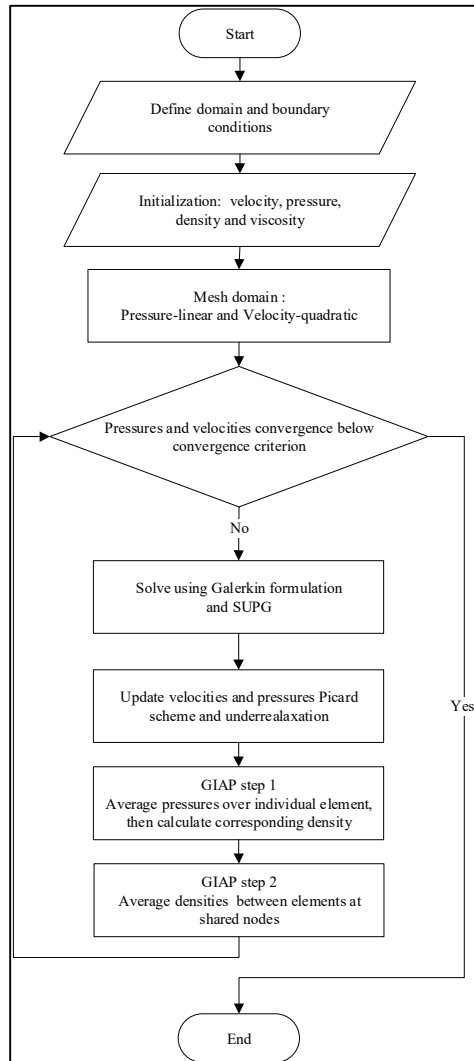 Start
Define domain and boundary
conditions
Initialization:  velocity, pressure,
density and viscosity
Mesh domain :
Pressure-linear and Velocity-quadratic
Pressures and velocities convergence below
convergence criterion
No
Solve using Galerkin formulation
and SUPG
Update velocities and pressures Picard
scheme and underrealaxation
Yes
GIAP step 1
Average pressures over individual element,
then calculate corresponding density
GIAP step 2
Average densities  between elements at
shared nodes
End